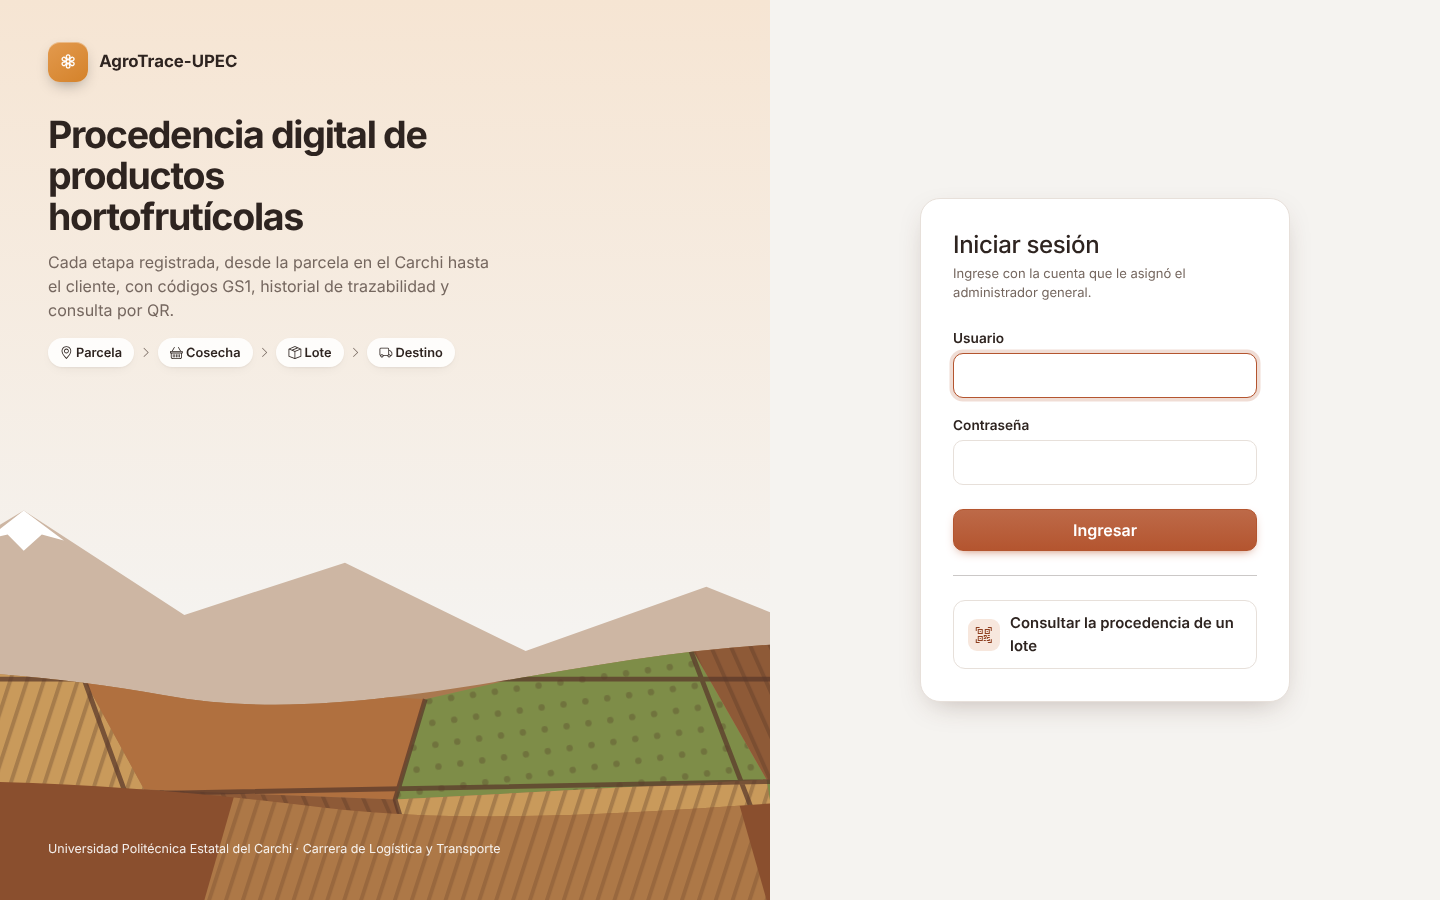 AgroTrace-UPEC
Procedencia digital de
productos
hortofrutícolas
Cada etapa registrada, desde la parcela en el Carchi hasta
el cliente, con códigos GS1, historial de trazabilidad y
consulta por QR.
Parcela
Cosecha
Lote
Destino
Universidad Politécnica Estatal del Carchi · Carrera de Logística y Transporte
Iniciar sesión
Ingrese con la cuenta que le asignó el
administrador general.
Usuario
Contraseña
Ingresar
Consultar la procedencia de un
lote